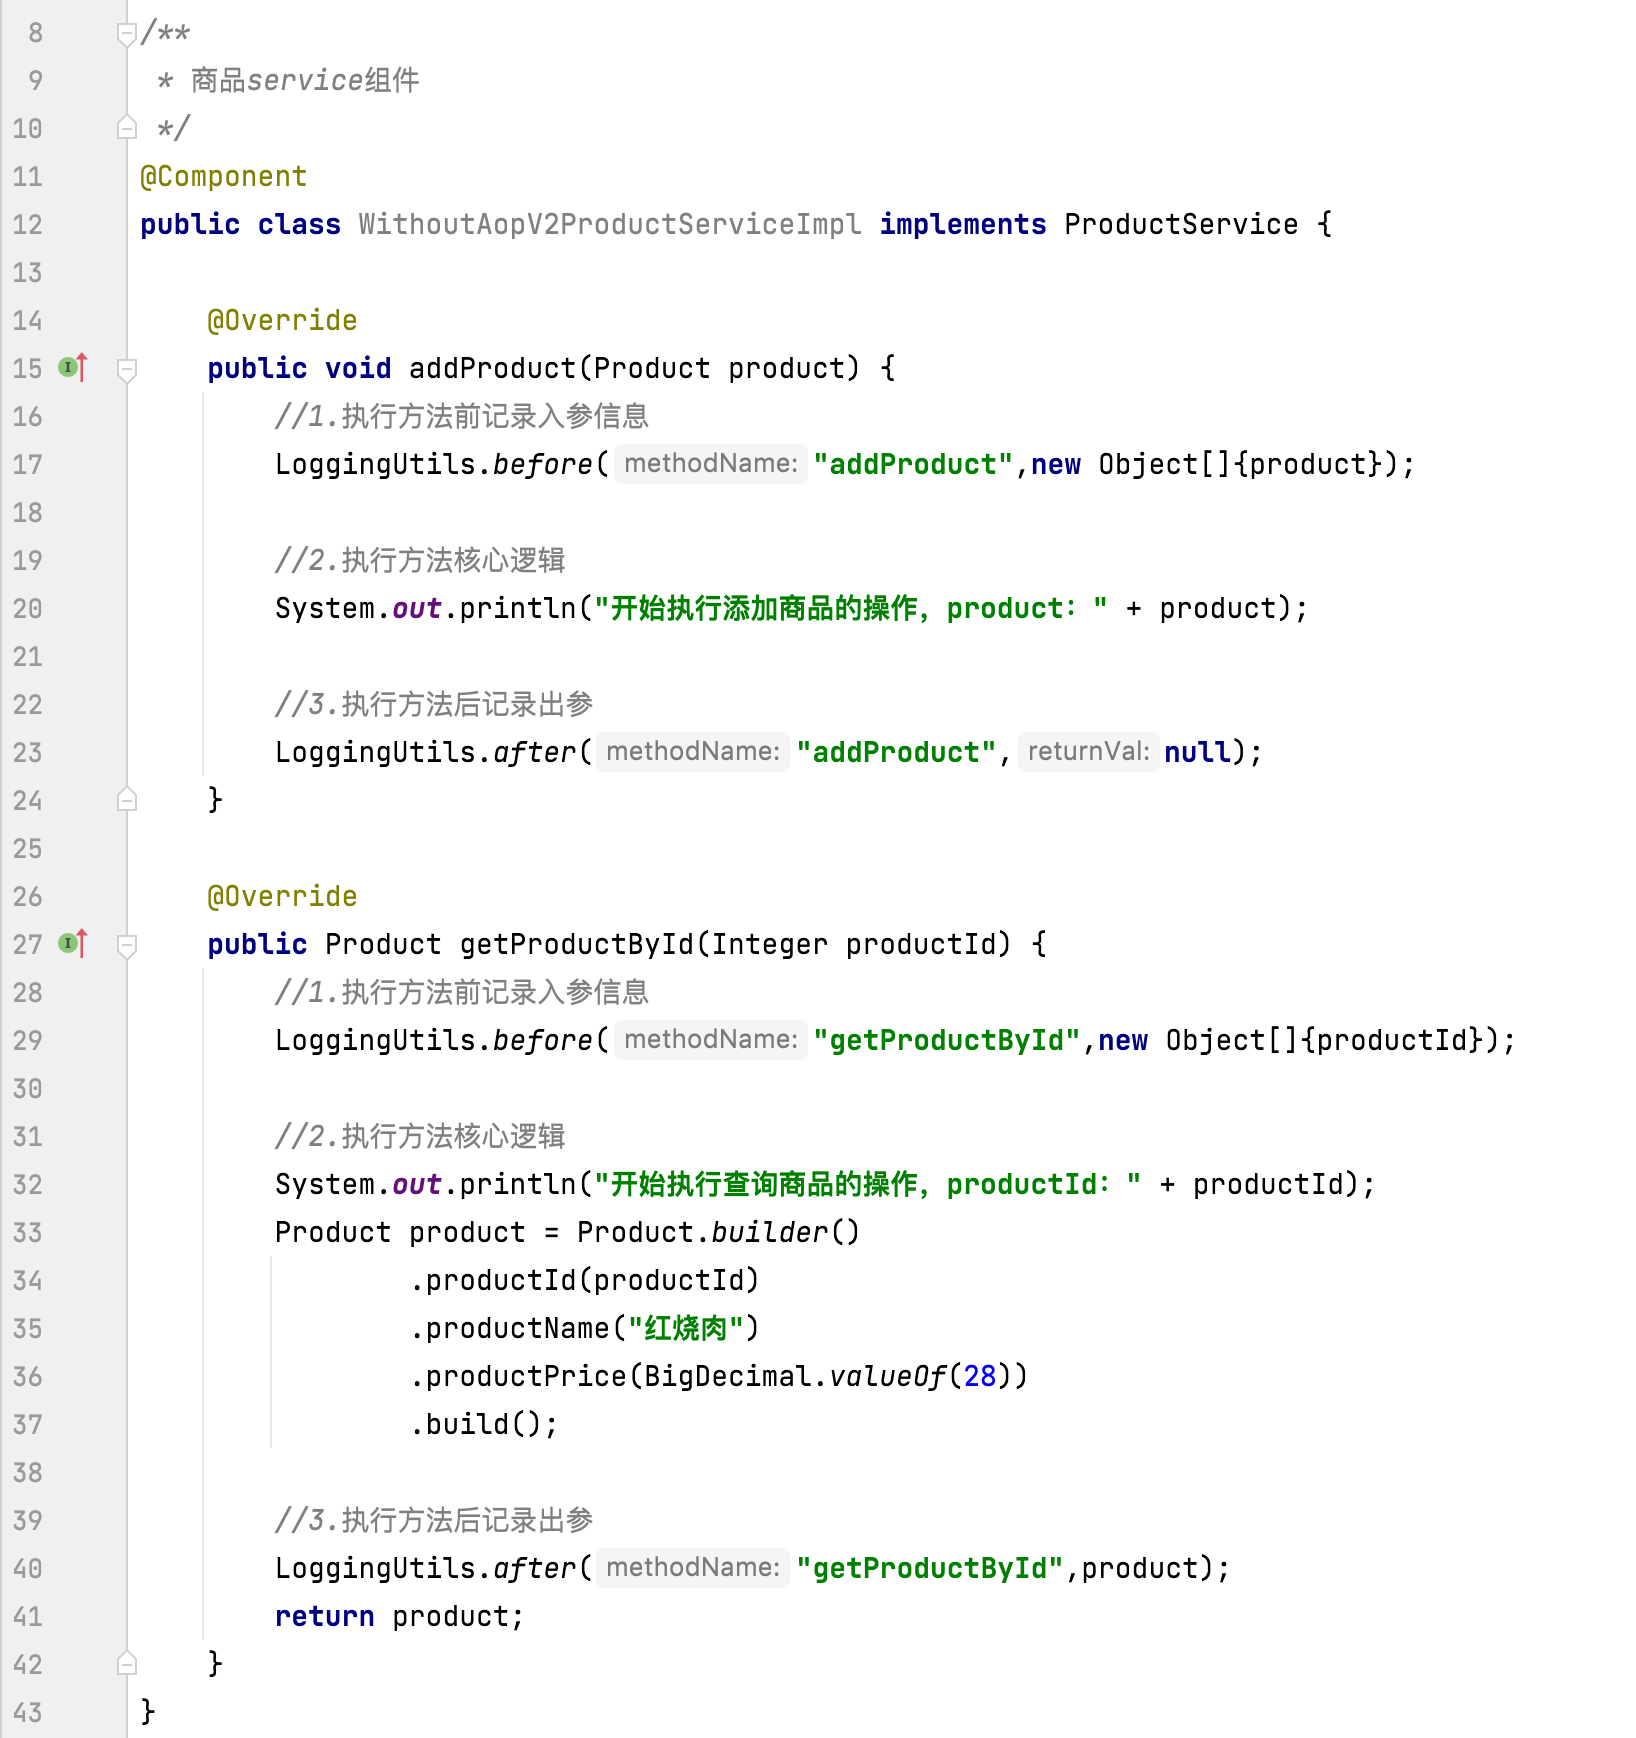 8 /**
9 * 商品service组件
10 */
11 @Component
12 public class WithoutAopV2ProductServiceImpl implements ProductService {
13
14 @Override
15 public void addProduct(Product product) {
16 //1.执行方法前记录入参信息
17 LoggingUtils.before( methodName: "addProduct",new Object[]{product});
18
19 //2.执行方法核心逻辑
20 System.out.println("开始执行添加商品的操作，product：" + product);
21
22 //3.执行方法后记录出参
23 LoggingUtils.after( methodName: "addProduct", returnVal: null);
24 }
25
26 @Override
27 public Product getProductById(Integer productId) {
28 //1.执行方法前记录入参信息
29 LoggingUtils.before( methodName: "getProductById",new Object[]{productId});
30
31 //2.执行方法核心逻辑
32 System.out.println("开始执行查询商品的操作，productId：" + productId);
33 Product product = Product.builder()
34 .productId(productId)
35 .productName("红烧肉")
36 .productPrice(BigDecimal.valueOf(28))
37 .build();
38
39 //3.执行方法后记录出参
40 LoggingUtils.after( methodName: "getProductById",product);
41 return product;
42 }
43 }